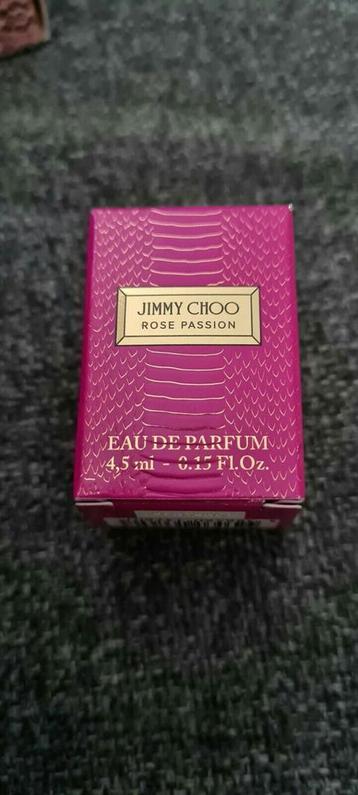 JIMMY CHOO
ROSE PASSION
EAU DE PARFUM
4,5 ml - 0.15 Fl.Oz.